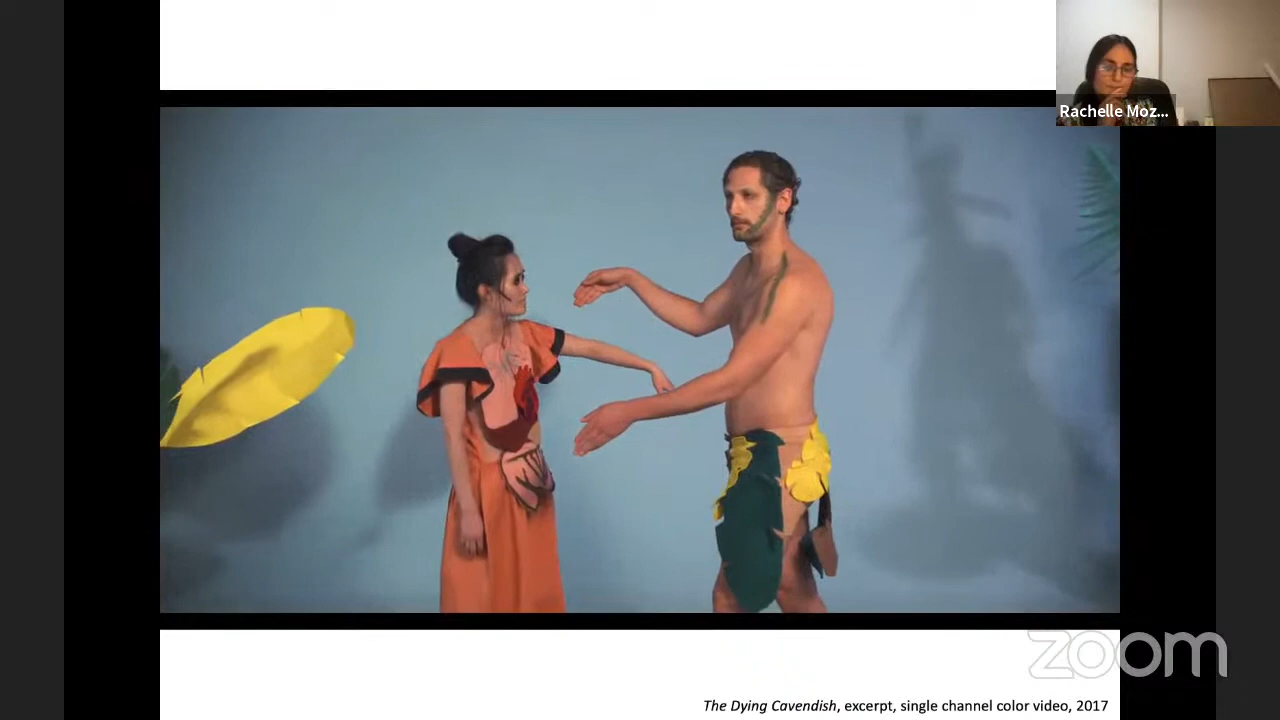 Rachelle Moz...
zoom
The Dying Cavendish, excerpt, single channel color video, 2017